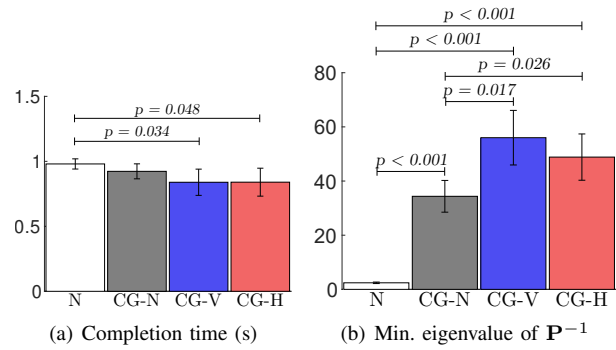 1.5
1
0.5
0
p = 0.048
p = 0.034
N CG-N CG-V CG-H
(a) Completion time (s)
p < 0.001
p < 0.001
p = 0.026
p = 0.017
p < 0.001
80
60
40
20
0
N CG-N CG-V CG-H
(b) Min. eigenvalue of P⁻¹